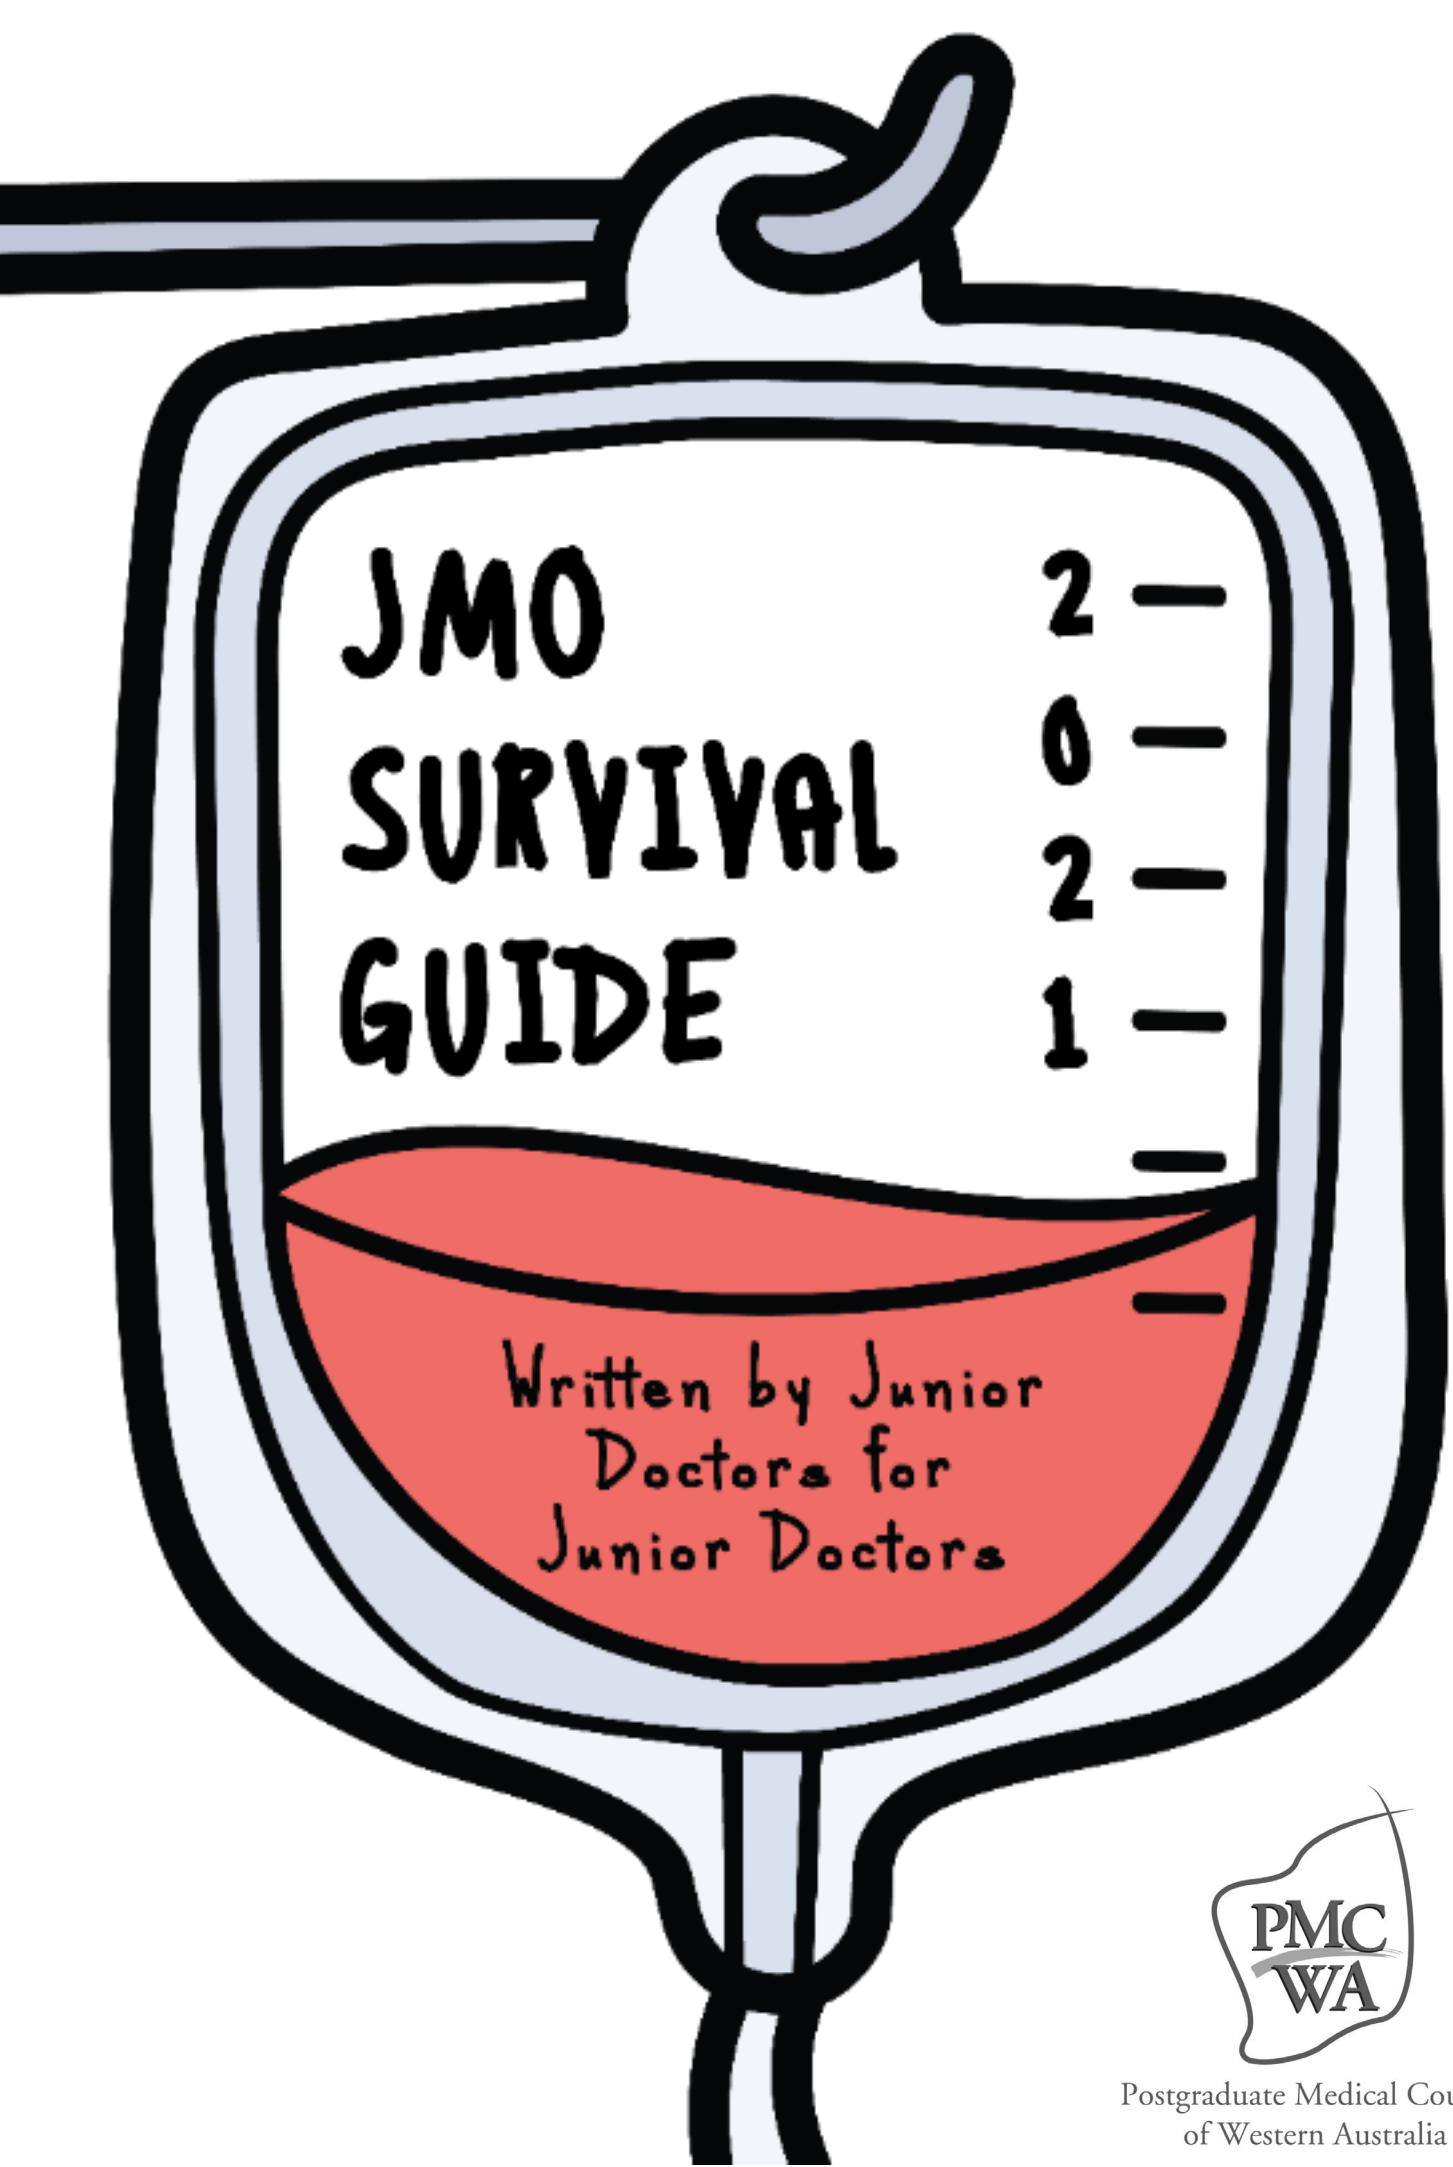 JMO
SURVIVAL
GUIDE
2
0
2
1
Written by Junior
Doctors for
Junior Doctors
PMC
WA
Postgraduate Medical
of Western Australia